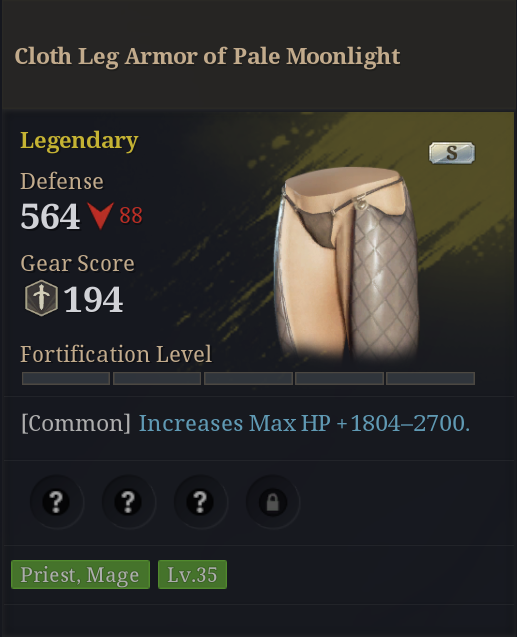 Cloth Leg Armor of Pale Moonlight
Legendary
S
Defense
564 88
Gear Score
194
Fortification Level
[Common] Increases Max HP +1804–2700.
? ? ?
Priest, Mage Lv.35